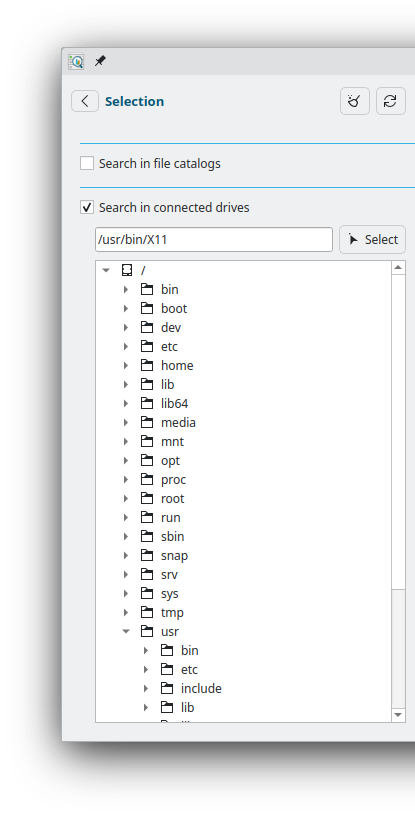 Selection
Search in file catalogs
Search in connected drives
/usr/bin/X11
Select
/
bin
boot
dev
etc
home
lib
lib64
media
mnt
opt
proc
root
run
sbin
snap
srv
sys
tmp
usr
bin
etc
include
lib